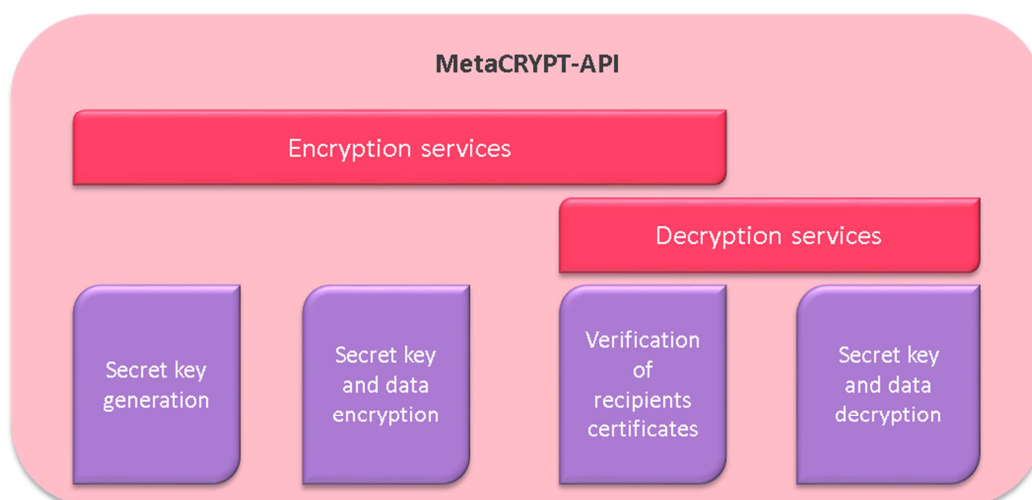 MetaCRYPT-API
Encryption services
Decryption services
Secret key
generation
Secret key
and data
encryption
Verification
of
recipients
certificates
Secret key
and data
decryption